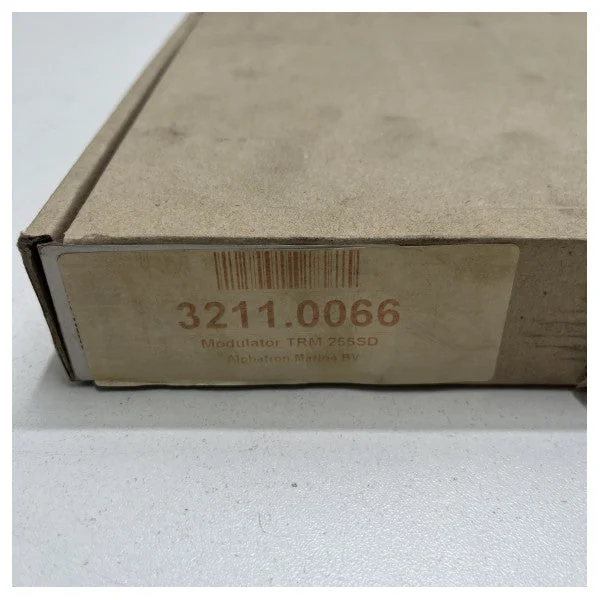 3211.0066
Modulator TRM 255SD
Alphatron Marine BV